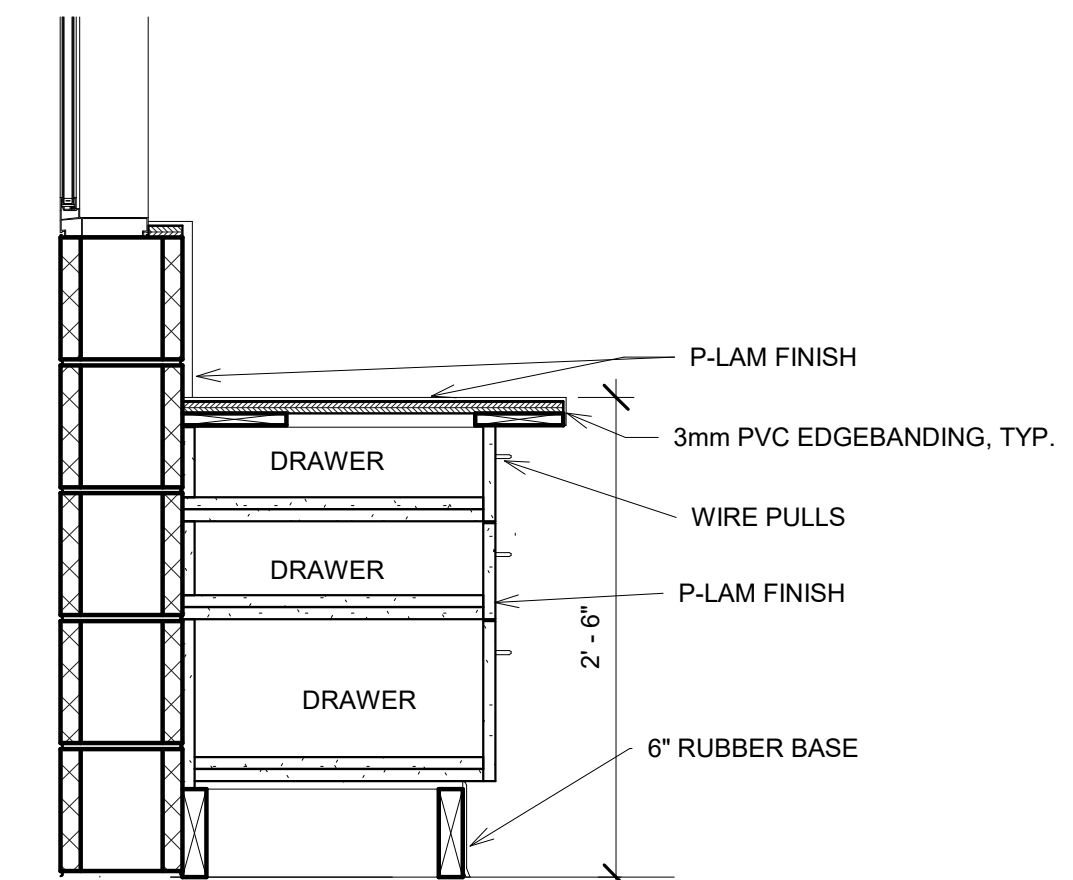 P-LAM FINISH
3mm PVC EDGEBANDING, TYP.
DRAWER
WIRE PULLS
DRAWER
P-LAM FINISH
2' - 6"
DRAWER
6" RUBBER BASE